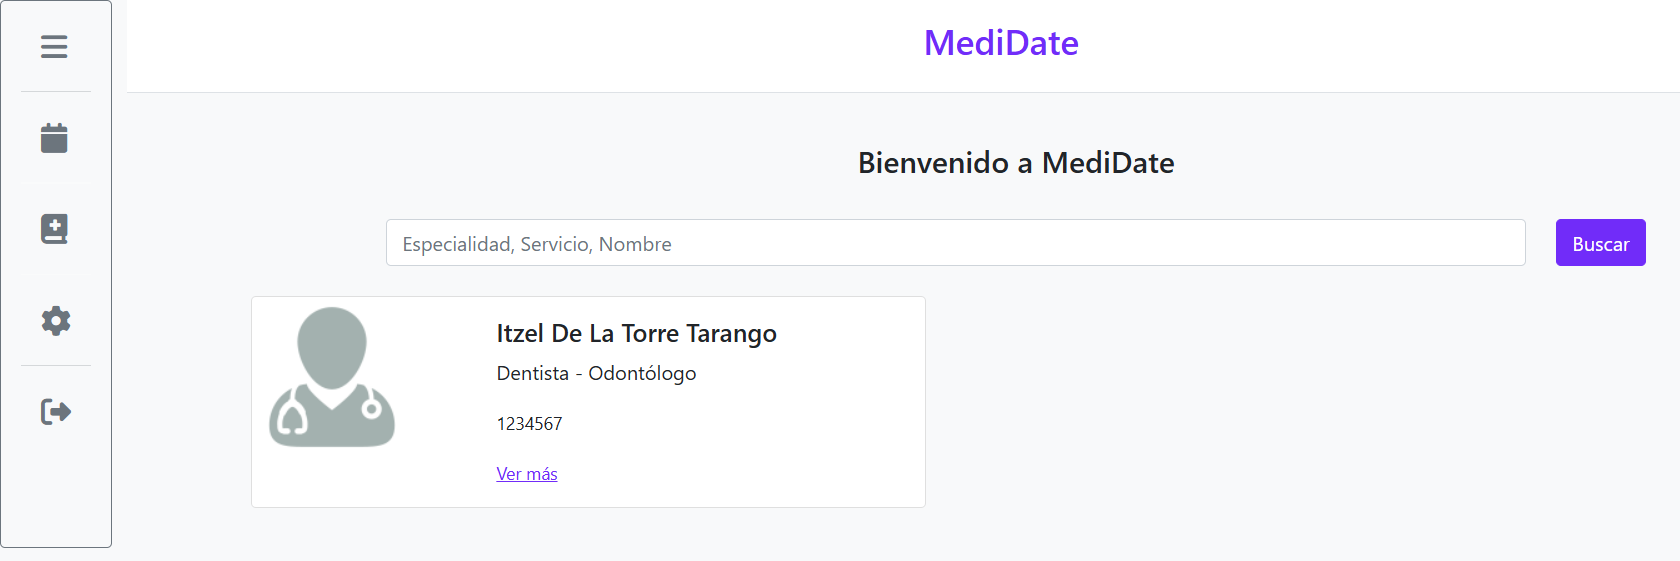 MediDate
Bienvenido a MediDate
Especialidad, Servicio, Nombre
Buscar
Itzel De La Torre Tarango
Dentista - Odontólogo
1234567
Ver más